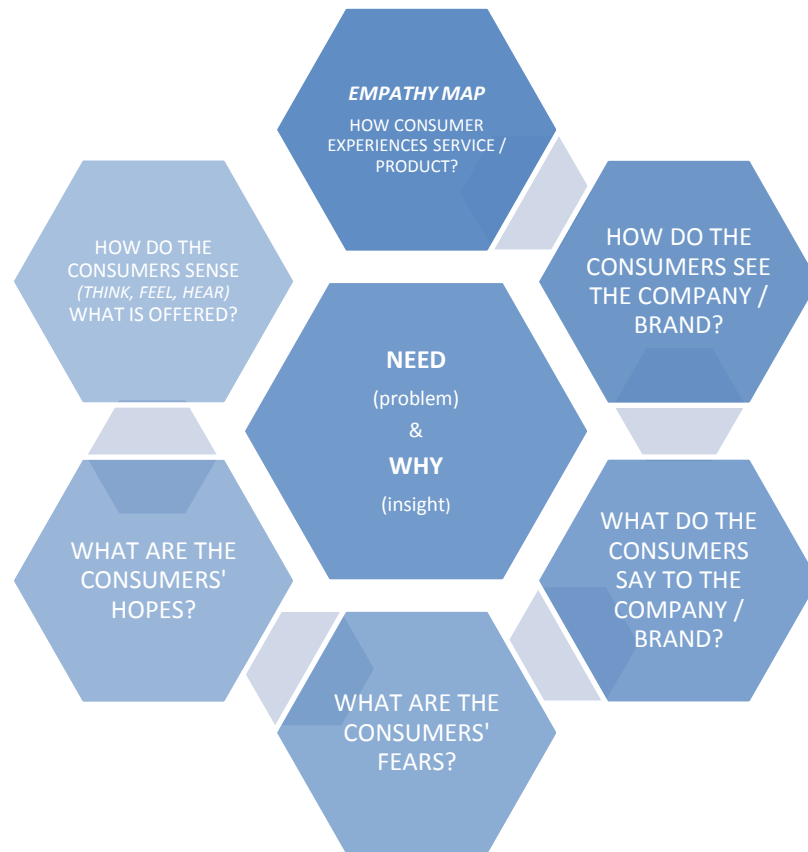 EMPATHY MAP
HOW CONSUMER
EXPERIENCES SERVICE /
PRODUCT?
HOW DO THE
CONSUMERS SEE
THE COMPANY /
BRAND?
WHAT DO THE
CONSUMERS
SAY TO THE
COMPANY /
BRAND?
WHAT ARE THE
CONSUMERS'
FEARS?
WHAT ARE THE
CONSUMERS'
HOPES?
HOW DO THE
CONSUMERS SENSE
(THINK, FEEL, HEAR)
WHAT IS OFFERED?
NEED
(problem)
&
WHY
(insight)